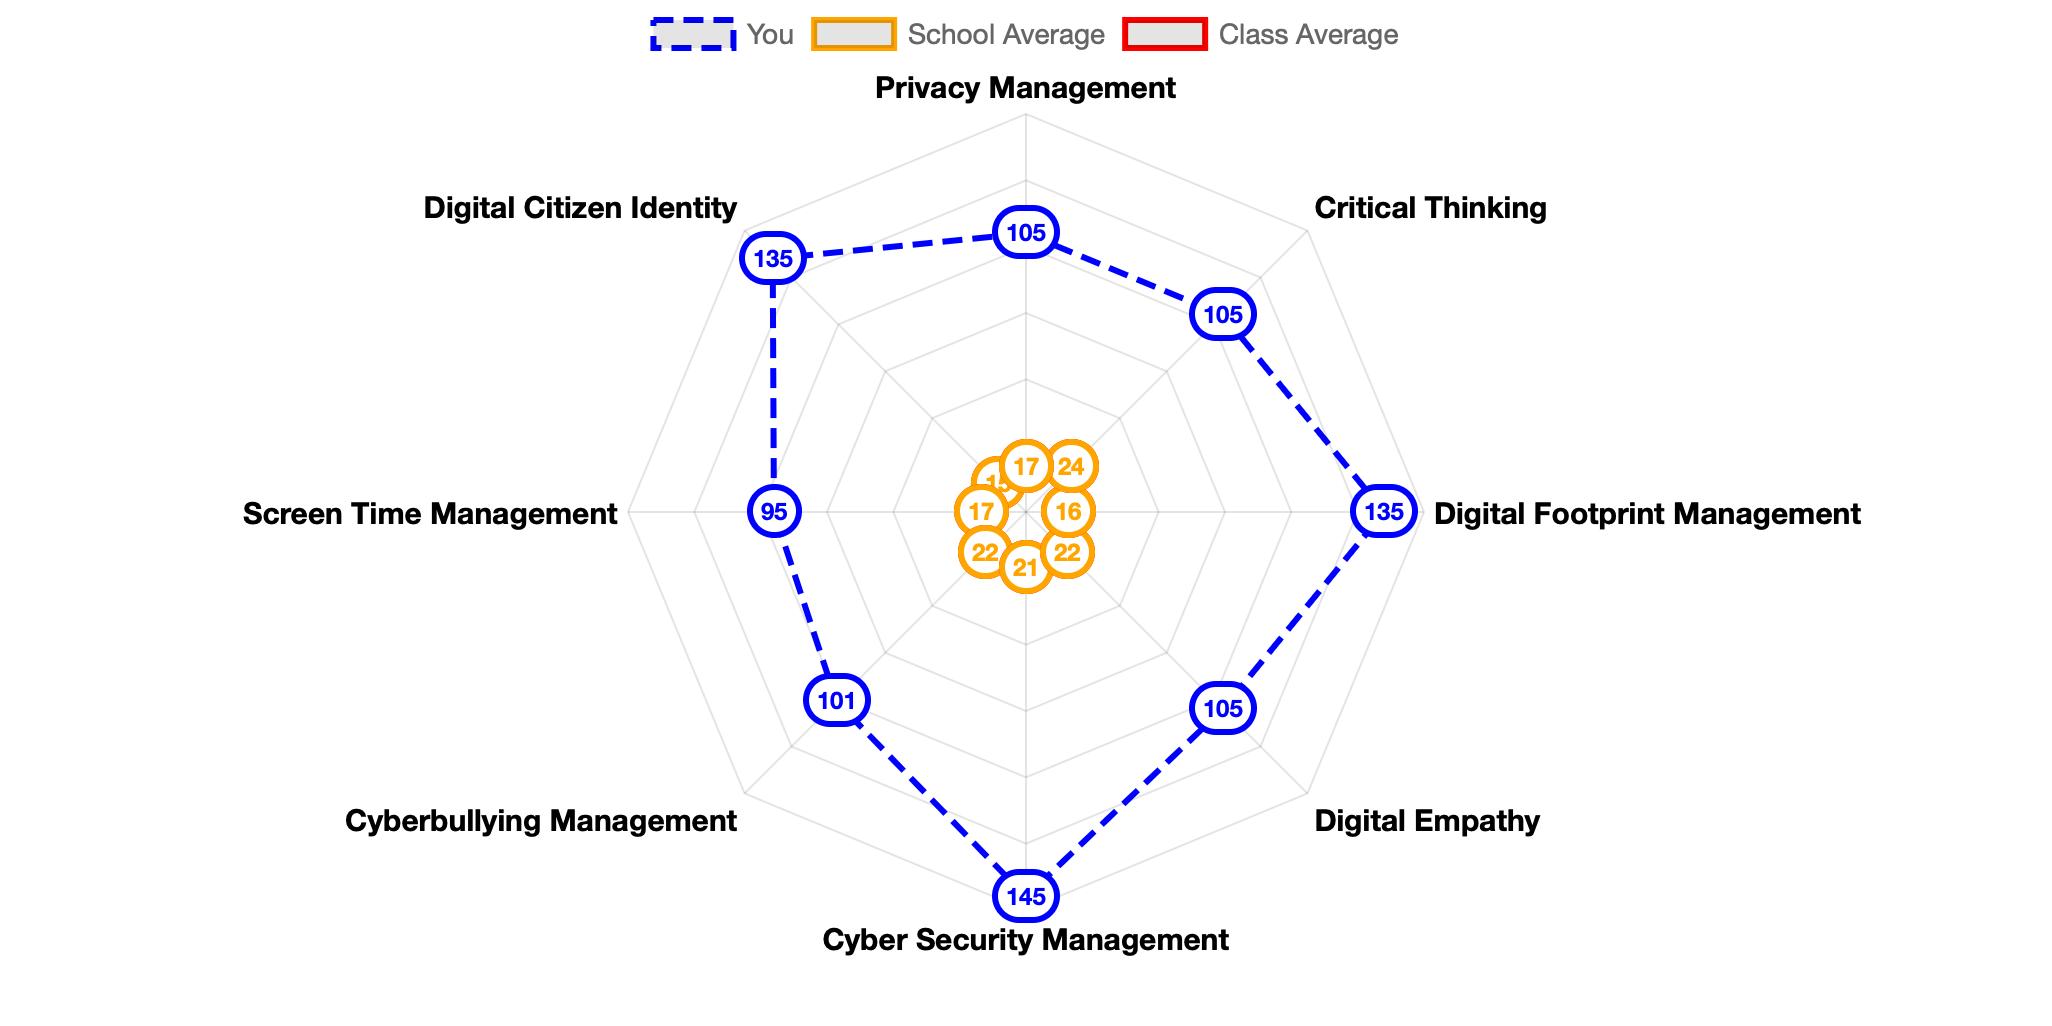 You School Average Class Average
Privacy Management
Digital Citizen Identity
Critical Thinking
105
135
105
17
24
15
Screen Time Management
95
17
16
135
Digital Footprint Management
22
22
21
101
105
Cyberbullying Management
Digital Empathy
145
Cyber Security Management